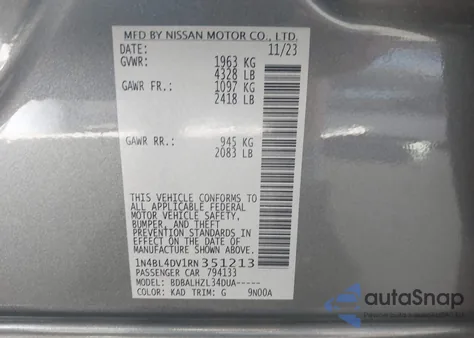 MFD BY NISSAN MOTOR CO., LTD.
DATE: 11/23
GVWR: 1963 KG
4328 LB
GAWR FR.: 1097 KG
2418 LB
GAWR RR.: 945 KG
2083 LB
THIS VEHICLE CONFORMS TO
ALL APPLICABLE FEDERAL
MOTOR VEHICLE SAFETY,
BUMPER, AND THEFT
PREVENTION STANDARDS IN
EFFECT ON THE DATE OF
MANUFACTURE SHOWN ABOVE.
1N4BL4DV1RN351213
PASSENGER CAR 794133
MODEL: BDBALHZL34DUA-----
COLOR: KAD TRIM: G 9N00A
autoSnap
www.autosnap.pro